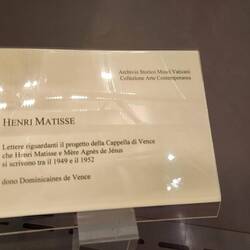 Archivio Storico Musei Vaticani
Collezione Arte Contemporanea
HENRI MATISSE
Lettere riguardanti il progetto della Cappella di Vence
che Henri Matisse e Mère Agnès de Jésus
si scrivono tra il 1949 e il 1952
dono Dominicaines de Vence